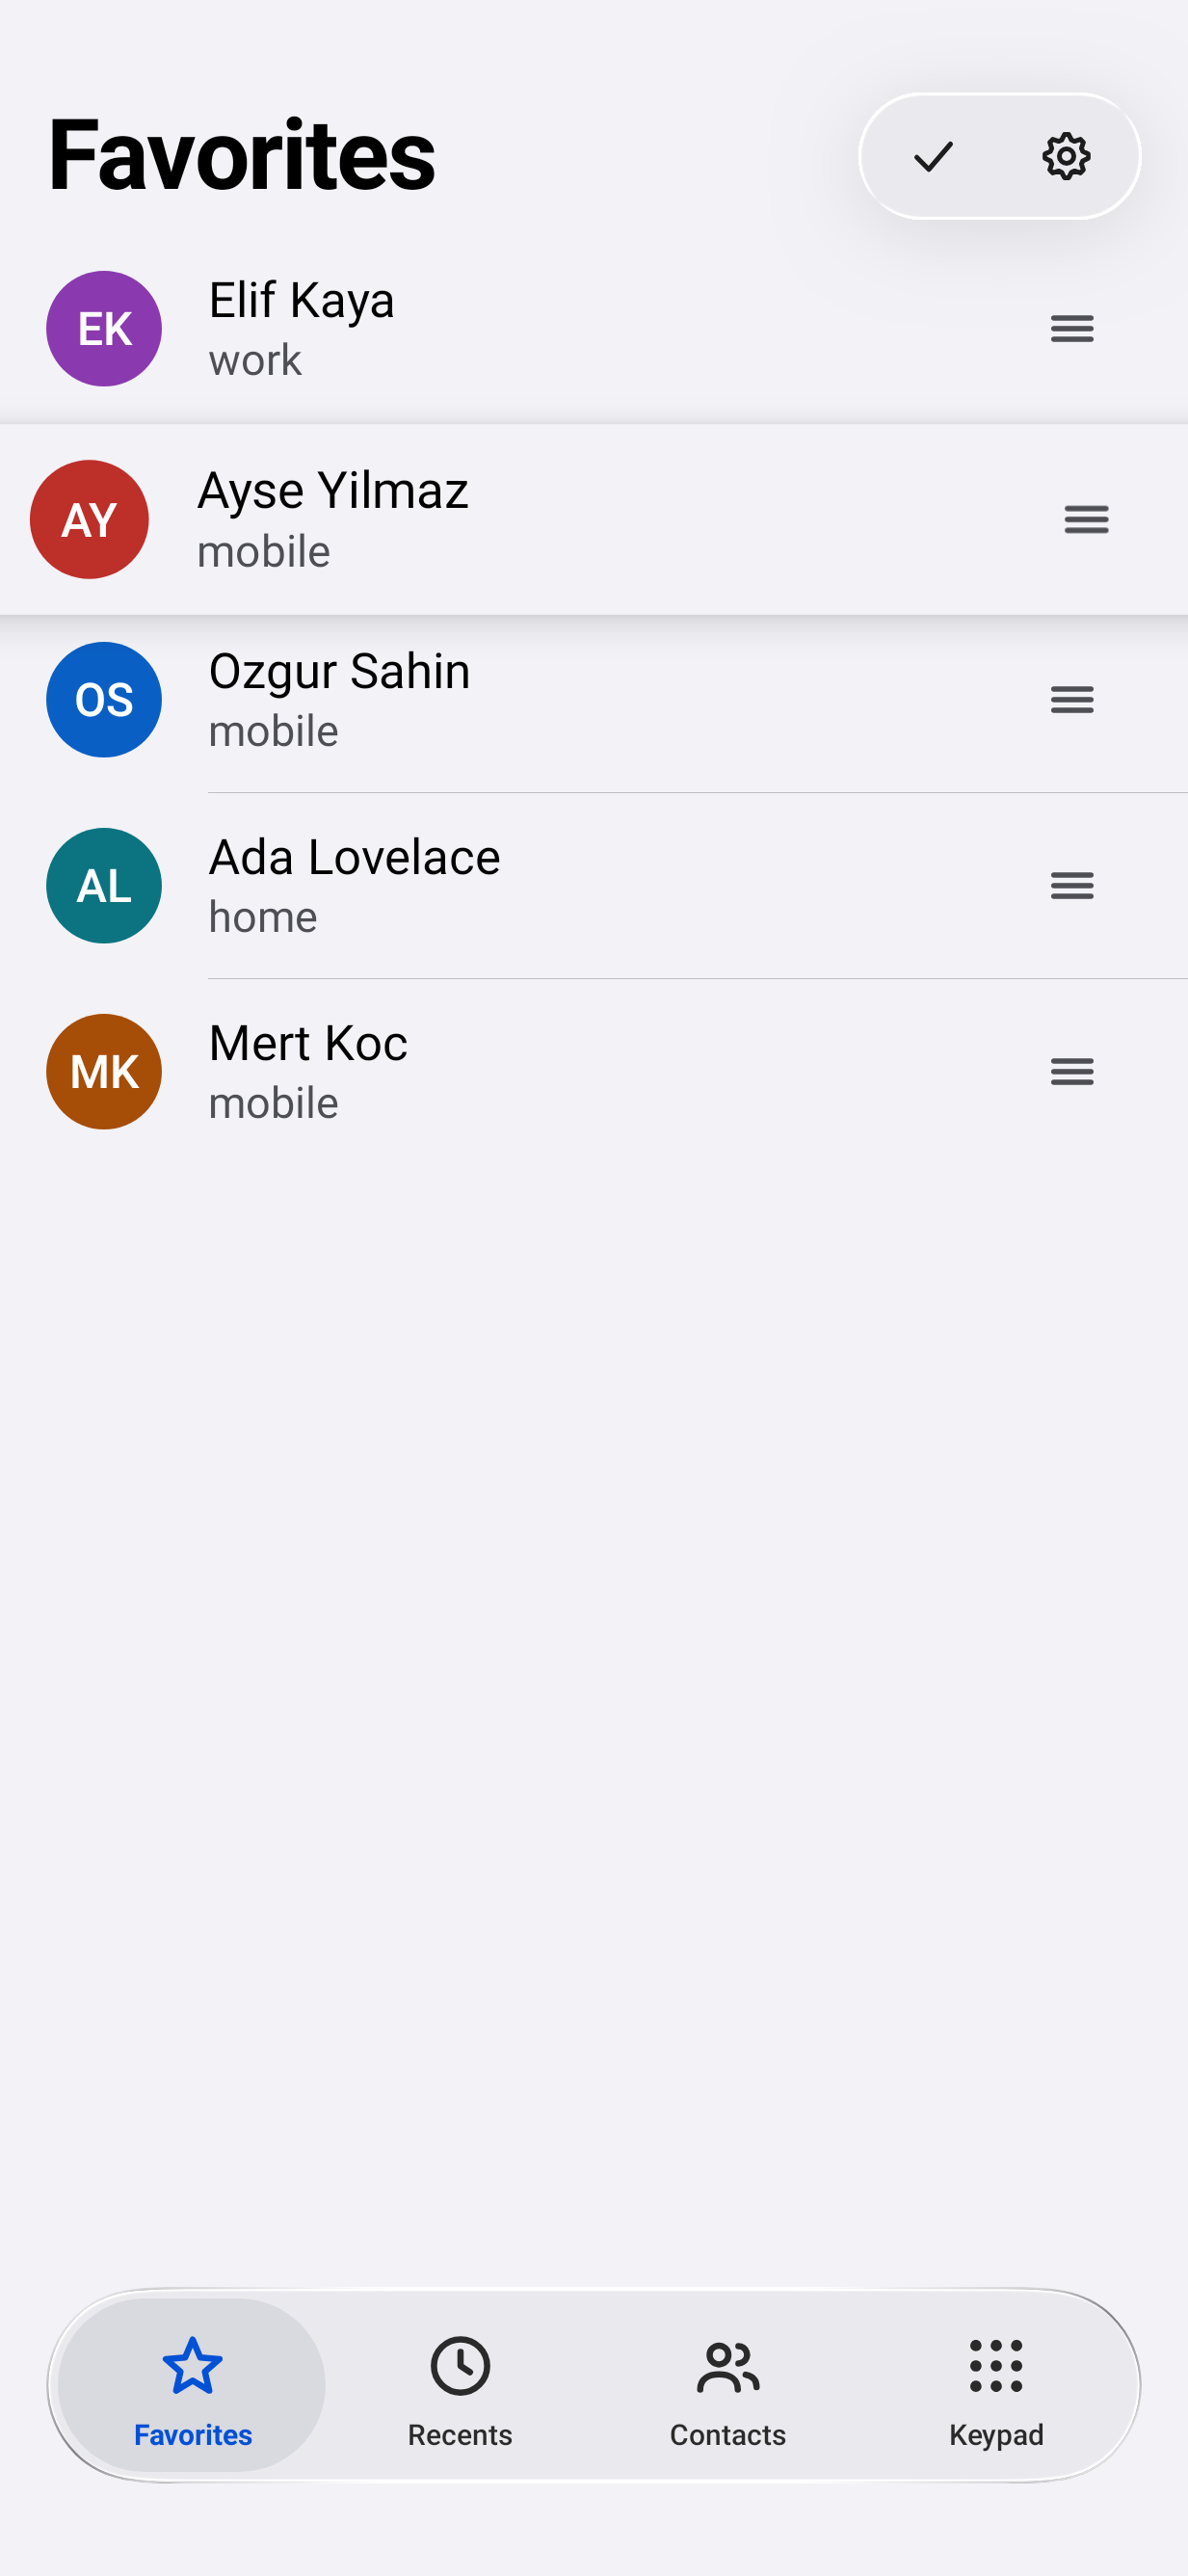 Favorites
EK
Elif Kaya
work
AY
Ayse Yilmaz
mobile
OS
Ozgur Sahin
mobile
AL
Ada Lovelace
home
MK
Mert Koc
mobile
Favorites
Recents
Contacts
Keypad